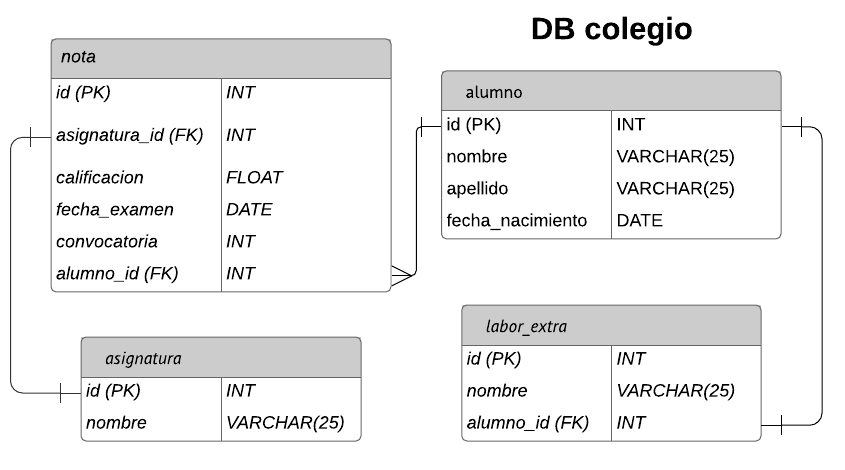 DB colegio
nota
id (PK) INT
asignatura_id (FK) INT
calificacion FLOAT
fecha_examen DATE
convocatoria INT
alumno_id (FK) INT
alumno
id (PK) INT
nombre VARCHAR(25)
apellido VARCHAR(25)
fecha_nacimiento DATE
asignatura
id (PK) INT
nombre VARCHAR(25)
labor_extra
id (PK) INT
nombre VARCHAR(25)
alumno_id (FK) INT